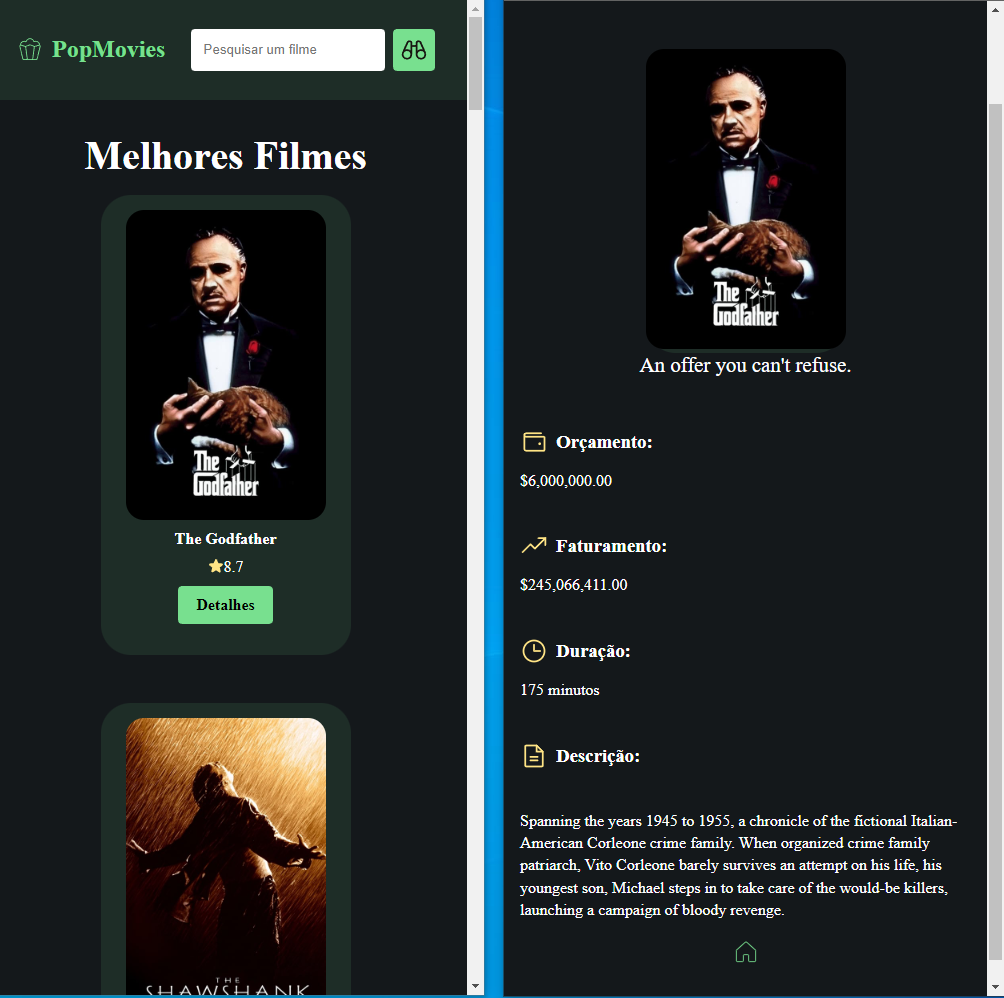 PopMovies
Pesquisar um filme
Melhores Filmes
The
Godfather
The Godfather
8.7
Detalhes
THE
SHAWSHANK
The
Godfather
An offer you can't refuse.
Orçamento:
$6,000,000.00
Faturamento:
$245,066,411.00
Duração:
175 minutos
Descrição:
Spanning the years 1945 to 1955, a chronicle of the fictional Italian-
American Corleone crime family. When organized crime family
patriarch, Vito Corleone barely survives an attempt on his life, his
youngest son, Michael steps in to take care of the would-be killers,
launching a campaign of bloody revenge.